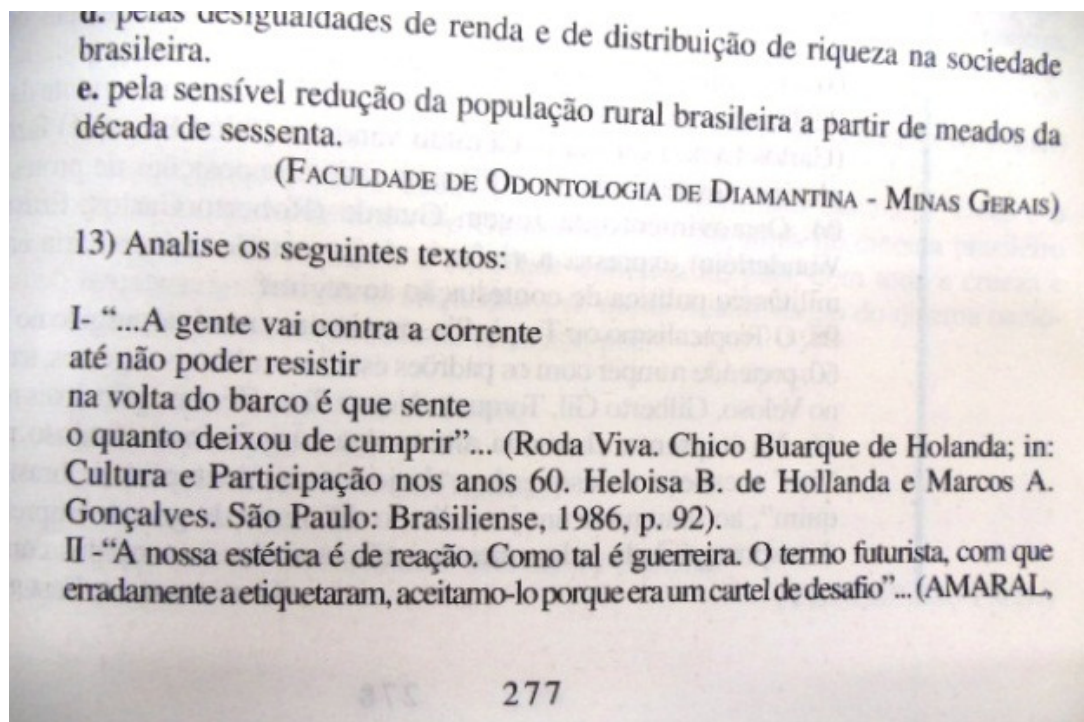 d. pelas desigualdades de renda e de distribuição de riqueza na sociedade
brasileira.
e. pela sensível redução da população rural brasileira a partir de meados da
década de sessenta.
(FACULDADE DE ODONTOLOGIA DE DIAMANTINA - MINAS GERAIS)
13) Analise os seguintes textos:
I- “...A gente vai contra a corrente
até não poder resistir
na volta do barco é que sente
o quanto deixou de cumprir”... (Roda Viva. Chico Buarque de Holanda; in:
Cultura e Participação nos anos 60. Heloisa B. de Hollanda e Marcos A.
Gonçalves. São Paulo: Brasiliense, 1986, p. 92).
II -“A nossa estética é de reação. Como tal é guerreira. O termo futurista, com que
erradamente a etiquetaram, aceitamo-lo porque era um cartel de desafio”... (AMARAL,
277